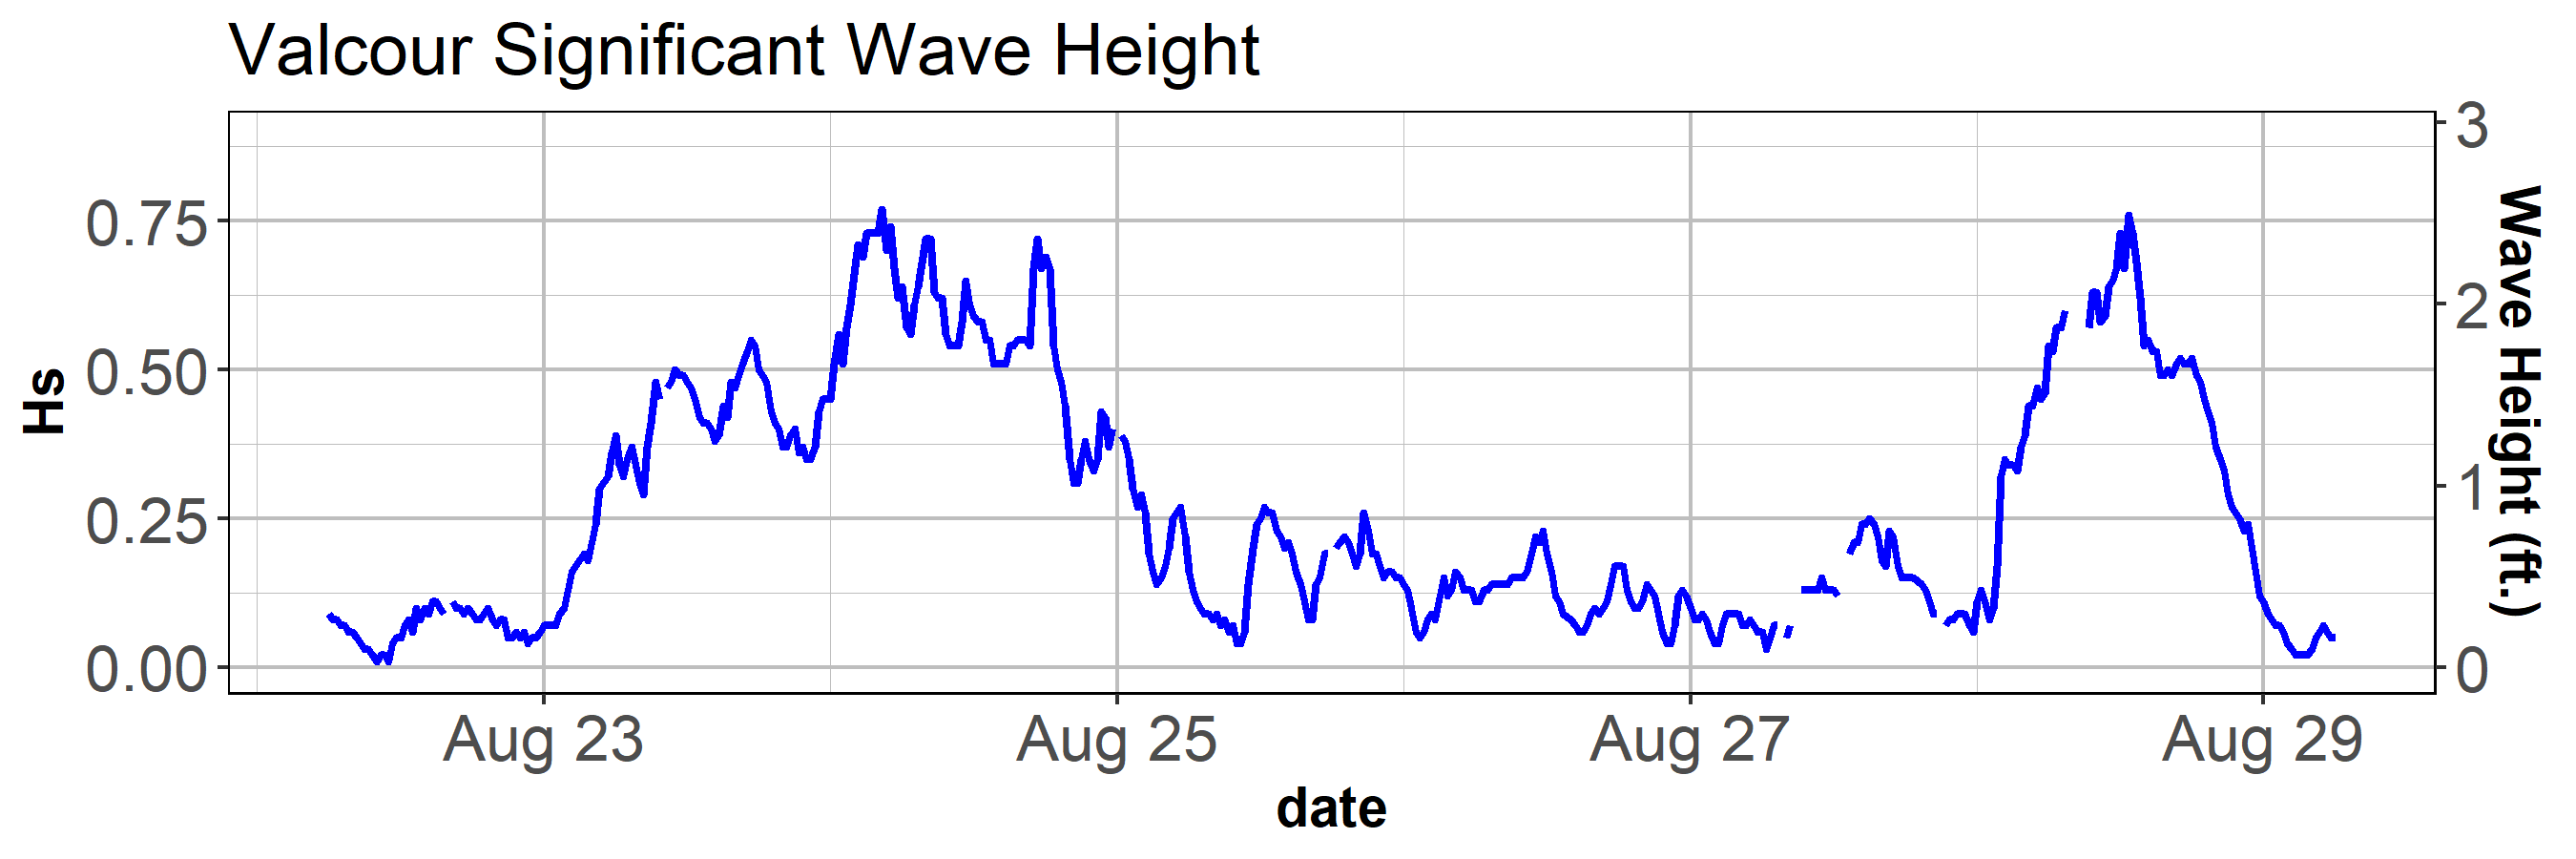 Valcour Significant Wave Height
Hs
0.75
0.50
0.25
0.00
3
2
1
0
Wave Height (ft.)
Aug 23 Aug 25 Aug 27 Aug 29
date